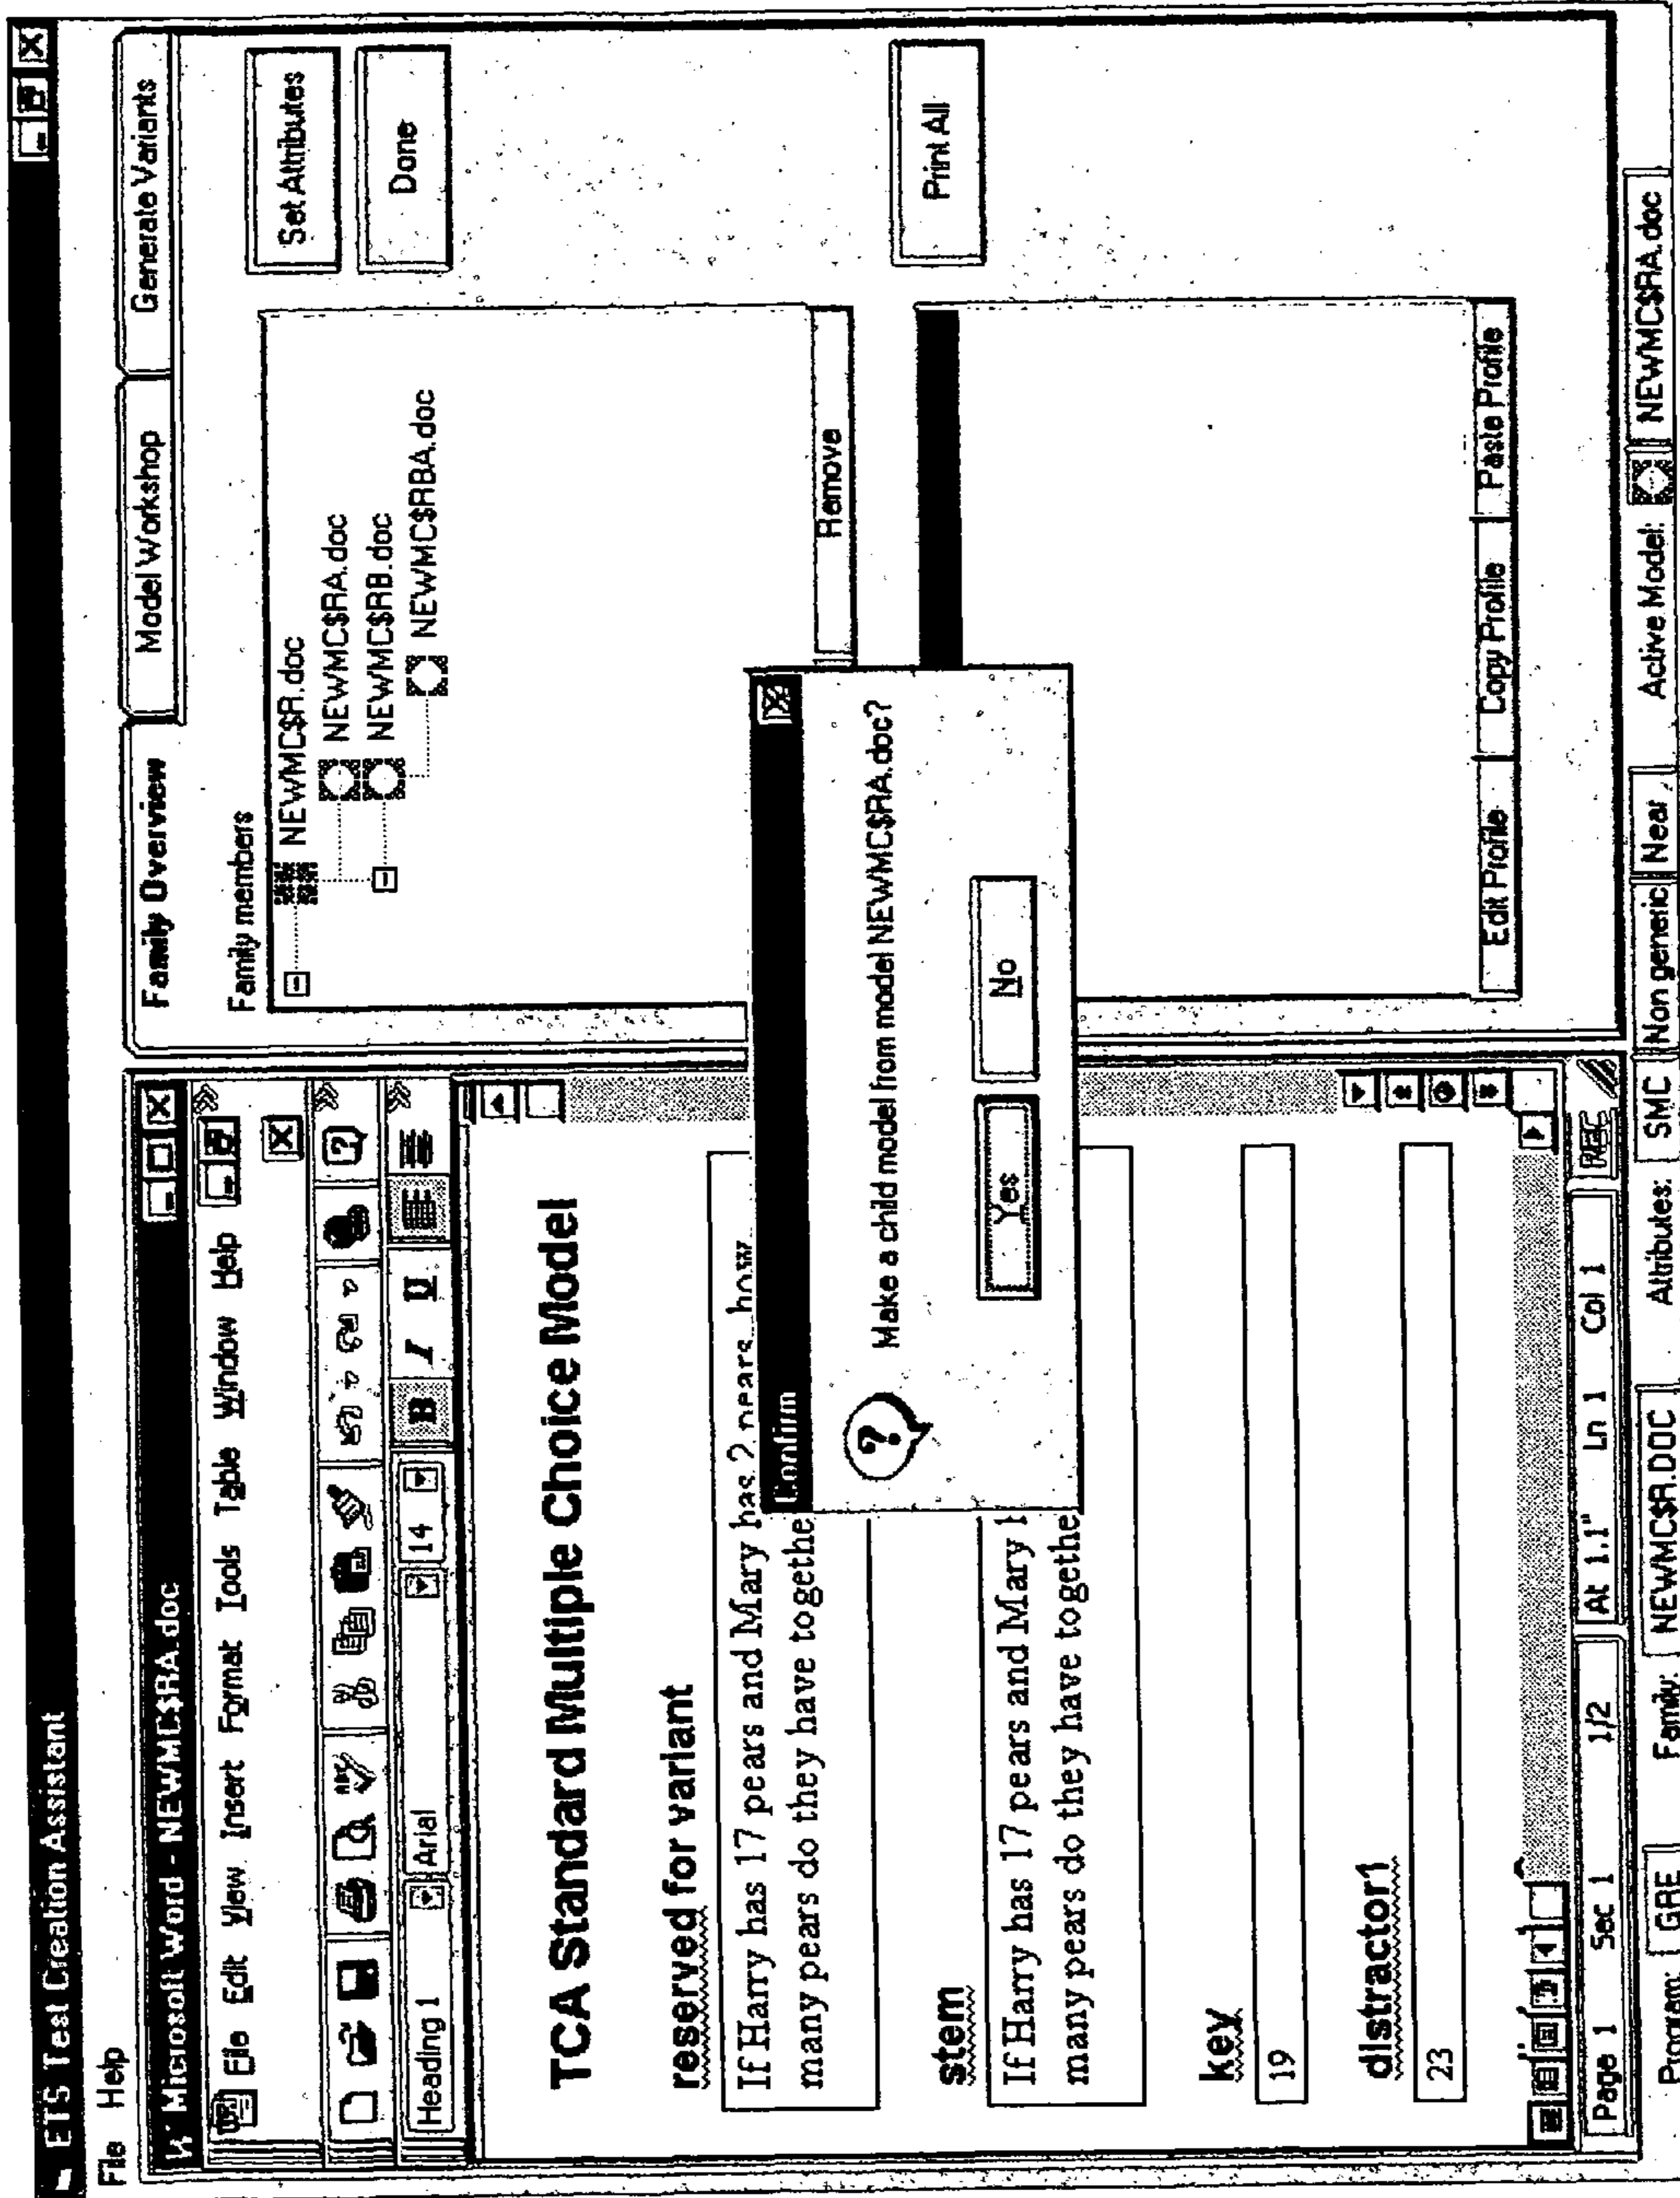 ETS Test Creation Assistant
File Help
Microsoft Word - NEWMC$RA.doc
File Edit View Insert Format Tools Table Window Help
Heading 1 Arial 14 B I U
TCA Standard Multiple Choice Model
reserved for variant
If Harry has 17 pears and Mary has 2 pears, how
many pears do they have togethe
stem
If Harry has 17 pears and Mary h
many pears do they have togethe
key
19
distractor1
23
Page 1 Sec 1 1/2 At 1.1" Ln 1 Col 1 REC
Family Overview Model Workshop Generate Variants
Family members
NEWMC$R.doc
NEWMC$RA.doc
NEWMC$RB.doc
NEWMC$RBA.doc
Set Attributes
Done
Remove
Print All
Edit Profile Copy Profile Paste Profile
Confirm
Make a child model from model NEWMC$RA.doc?
Yes No
Program: GRE Family: NEWMC$R.DOC Attributes: SMC Non generic Near Active Model: NEWMC$RA.doc